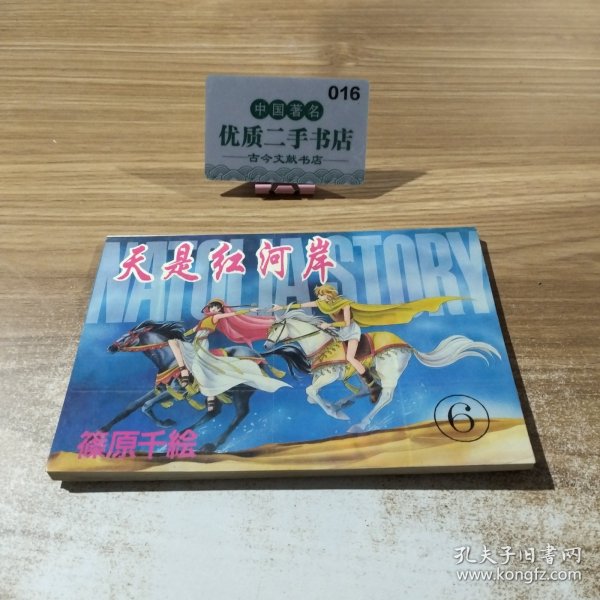 016
中国著名
优质二手书店
古今文献书店
NATOLIA STORY
天是红河岸
6
篠原千絵
孔夫子旧书网
www.kongfz.com